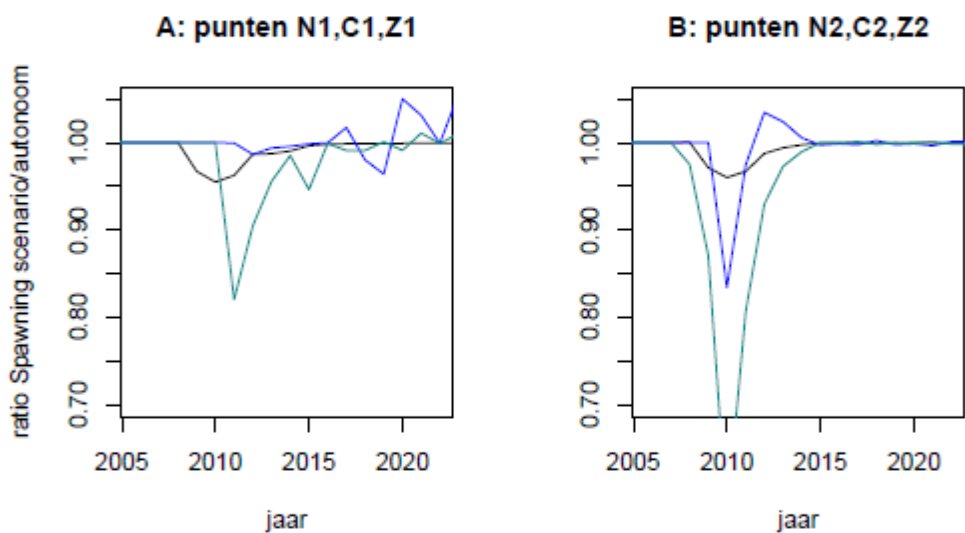 A: punten N1,C1,Z1
ratio Spawning scenario/autonoom
1.00
0.90
0.80
0.70
2005 2010 2015 2020
jaar
B: punten N2,C2,Z2
1.00
0.90
0.80
0.70
2005 2010 2015 2020
jaar